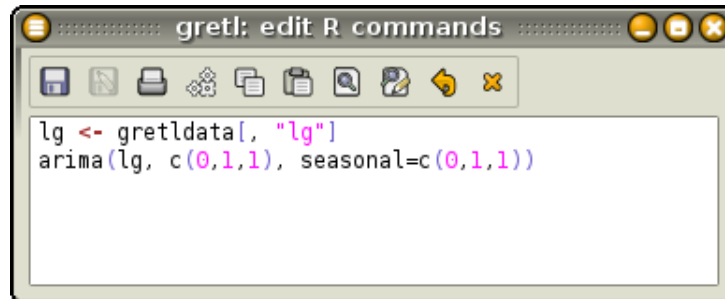 gretl: edit R commands
lg <- gretldata[, "lg"]
arima(lg, c(0,1,1), seasonal=c(0,1,1))